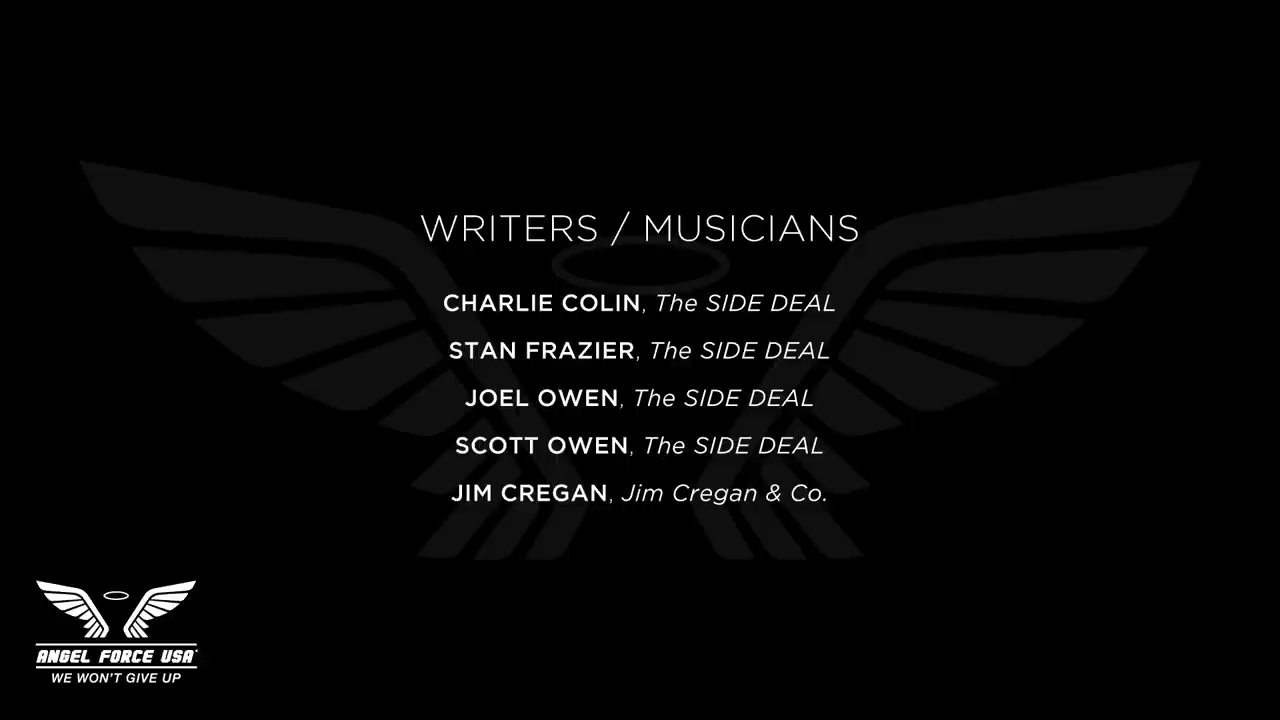 WRITERS / MUSICIANS
CHARLIE COLIN, The SIDE DEAL
STAN FRAZIER, The SIDE DEAL
JOEL OWEN, The SIDE DEAL
SCOTT OWEN, The SIDE DEAL
JIM CREGAN, Jim Cregan & Co.
ANGEL FORCE USA
WE WON'T GIVE UP